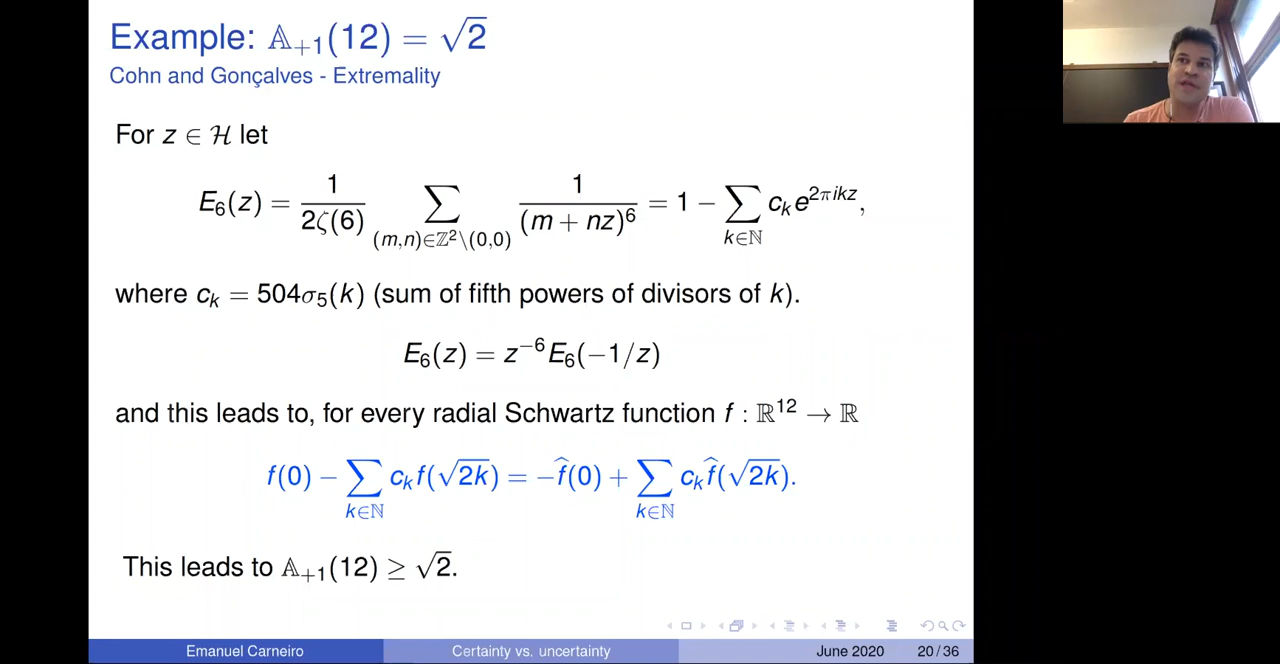 Example: 𝔸₊₁(12) = √2
Cohn and Gonçalves - Extremality
For z ∈ ℋ let
E₆(z) = 1/(2ζ(6)) ∑_{(m,n)∈ℤ²\(0,0)} 1/(m + nz)⁶ = 1 − ∑_{k∈ℕ} c_k e^{2πikz},
where c_k = 504σ₅(k) (sum of fifth powers of divisors of k).
E₆(z) = z⁻⁶E₆(−1/z)
and this leads to, for every radial Schwartz function f : ℝ¹² → ℝ
f(0) − ∑_{k∈ℕ} c_k f(√2k) = −f̂(0) + ∑_{k∈ℕ} c_k f̂(√2k).
This leads to 𝔸₊₁(12) ≥ √2.
Emanuel Carneiro Certainty vs. uncertainty June 2020 20 / 36